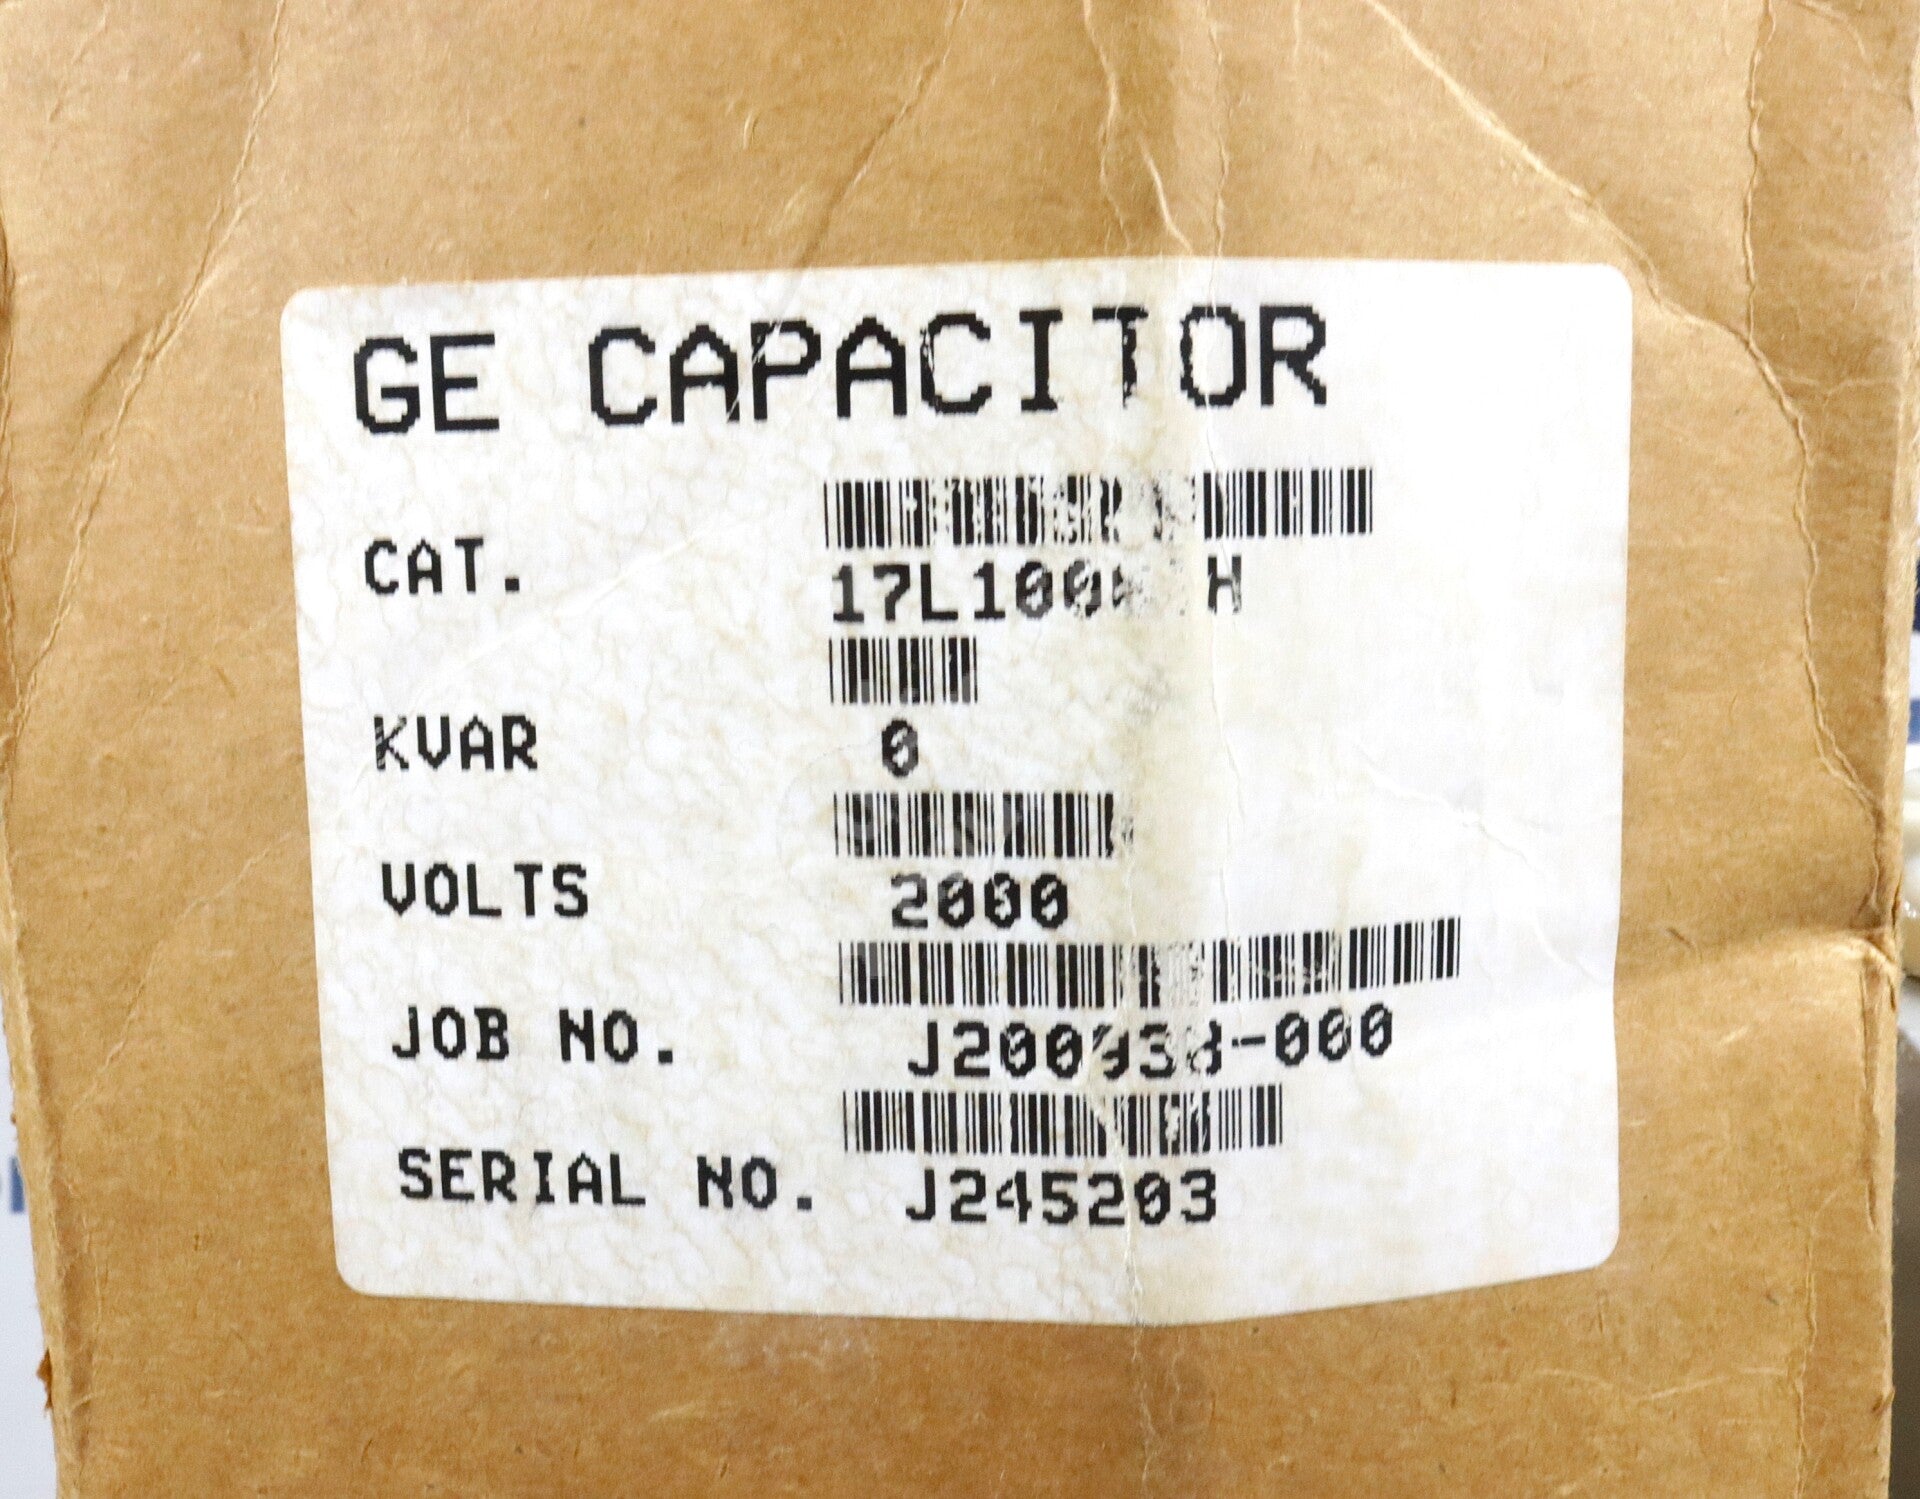 GE CAPACITOR
CAT.
KVAR 0
VOLTS 2000
JOB NO.
SERIAL NO. J245203